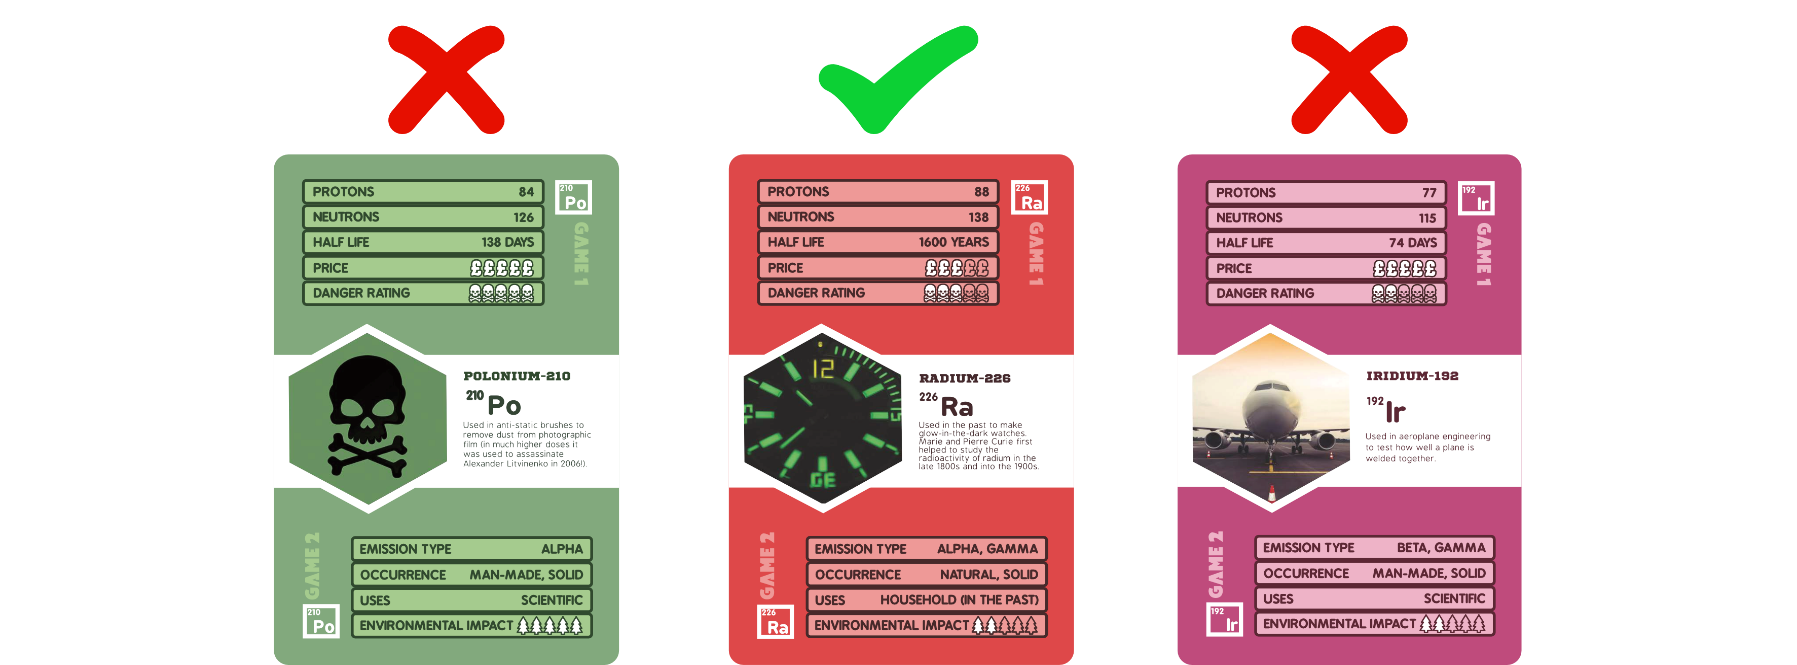 PROTONS 84
NEUTRONS 126
HALF LIFE 138 DAYS
PRICE £££££
DANGER RATING
210
Po
GAME 1
POLONIUM-210
210Po
Used in anti-static brushes to
remove dust from photographic
film (in much higher doses it
was used to assassinate
Alexander Litvinenko in 2006!).
GAME 2
EMISSION TYPE ALPHA
OCCURRENCE MAN-MADE, SOLID
USES SCIENTIFIC
ENVIRONMENTAL IMPACT
210
Po
PROTONS 88
NEUTRONS 138
HALF LIFE 1600 YEARS
PRICE £££££
DANGER RATING
226
Ra
GAME 1
12
GE
RADIUM-226
226Ra
Used in the past to make
glow-in-the-dark watches.
Marie and Pierre Curie first
helped to study the
radioactivity of radium in the
late 1800s and into the 1900s.
GAME 2
EMISSION TYPE ALPHA, GAMMA
OCCURRENCE NATURAL, SOLID
USES HOUSEHOLD (IN THE PAST)
ENVIRONMENTAL IMPACT
226
Ra
PROTONS 77
NEUTRONS 115
HALF LIFE 74 DAYS
PRICE £££££
DANGER RATING
192
Ir
GAME 1
IRIDIUM-192
192Ir
Used in aeroplane engineering
to test how well a plane is
welded together.
GAME 2
EMISSION TYPE BETA, GAMMA
OCCURRENCE MAN-MADE, SOLID
USES SCIENTIFIC
ENVIRONMENTAL IMPACT
192
Ir